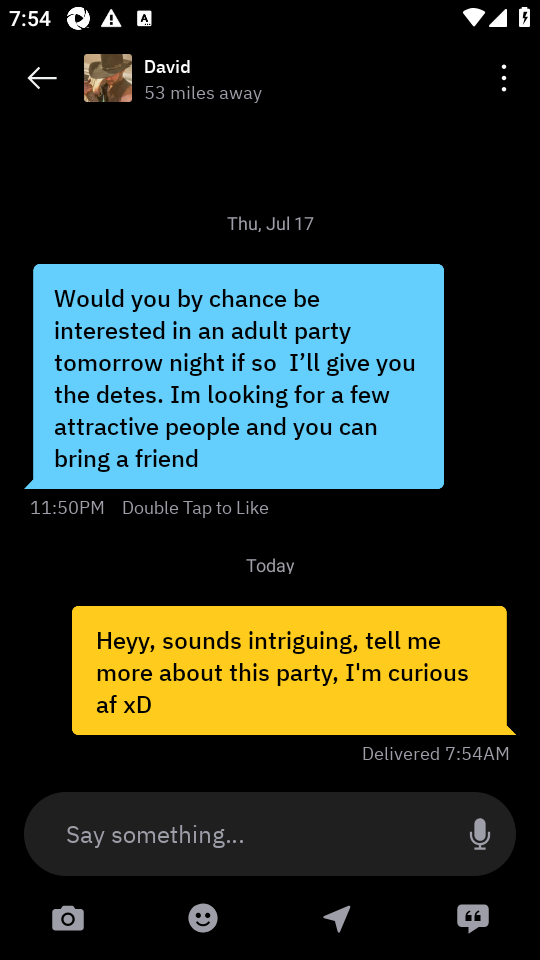 7:54
David
53 miles away
Thu, Jul 17
Would you by chance be
interested in an adult party
tomorrow night if so  I’ll give you
the detes. Im looking for a few
attractive people and you can
bring a friend
11:50PM Double Tap to Like
Today
Heyy, sounds intriguing, tell me
more about this party, I'm curious
af xD
Delivered 7:54AM
Say something...